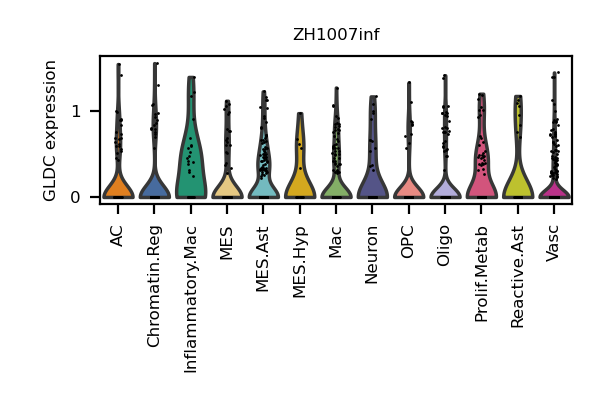 ZH1007inf
GLDC expression
1
0
AC
Chromatin.Reg
Inflammatory.Mac
MES
MES.Ast
MES.Hyp
Mac
Neuron
OPC
Oligo
Prolif.Metab
Reactive.Ast
Vasc